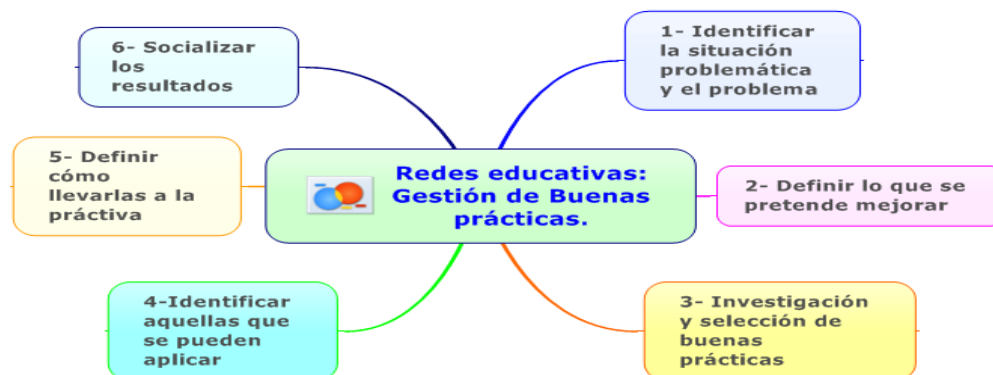 Redes educativas:
Gestión de Buenas
prácticas.
1- Identificar
la situación
problemática
y el problema
2- Definir lo que se
pretende mejorar
3- Investigación
y selección de
buenas
prácticas
4-Identificar
aquellas que
se pueden
aplicar
5- Definir
cómo
llevarlas a la
práctiva
6- Socializar
los
resultados